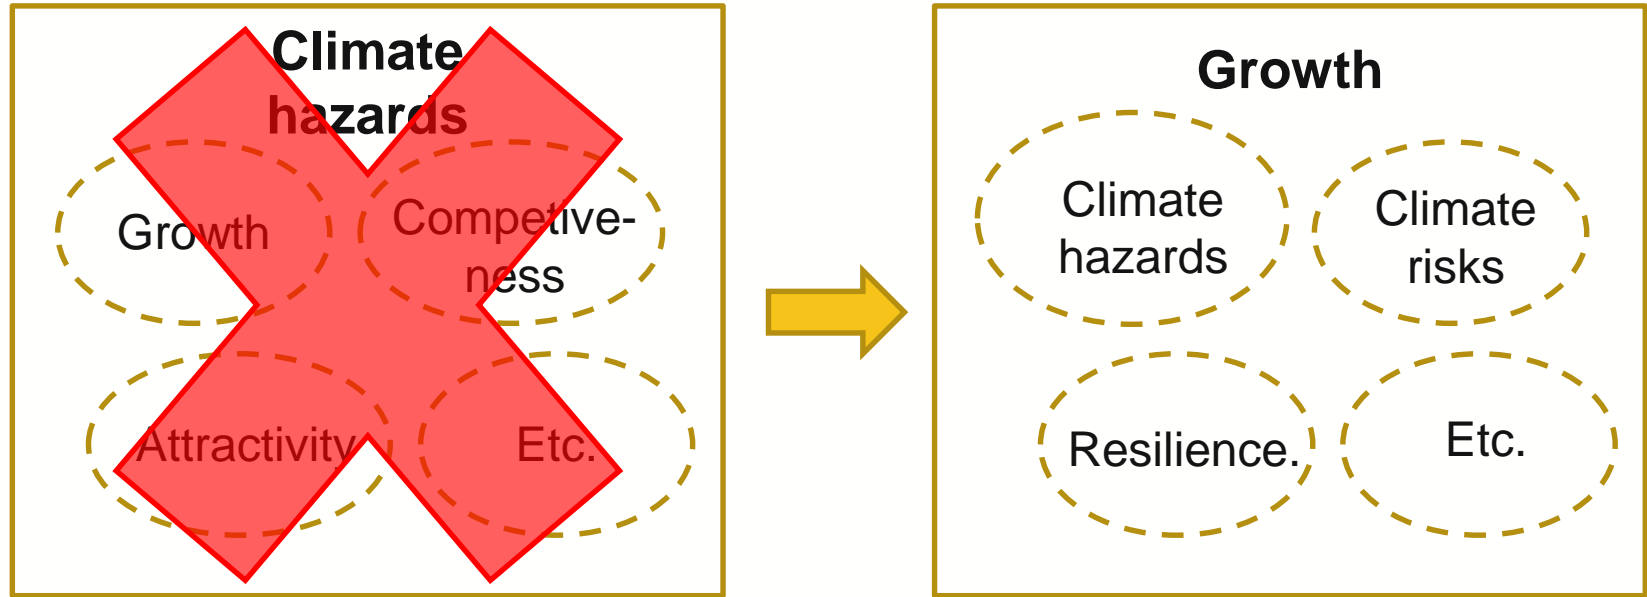 Climate
hazards
Growth
Competive-
ness
Attractivity
Etc.
Growth
Climate
hazards
Climate
risks
Resilience.
Etc.